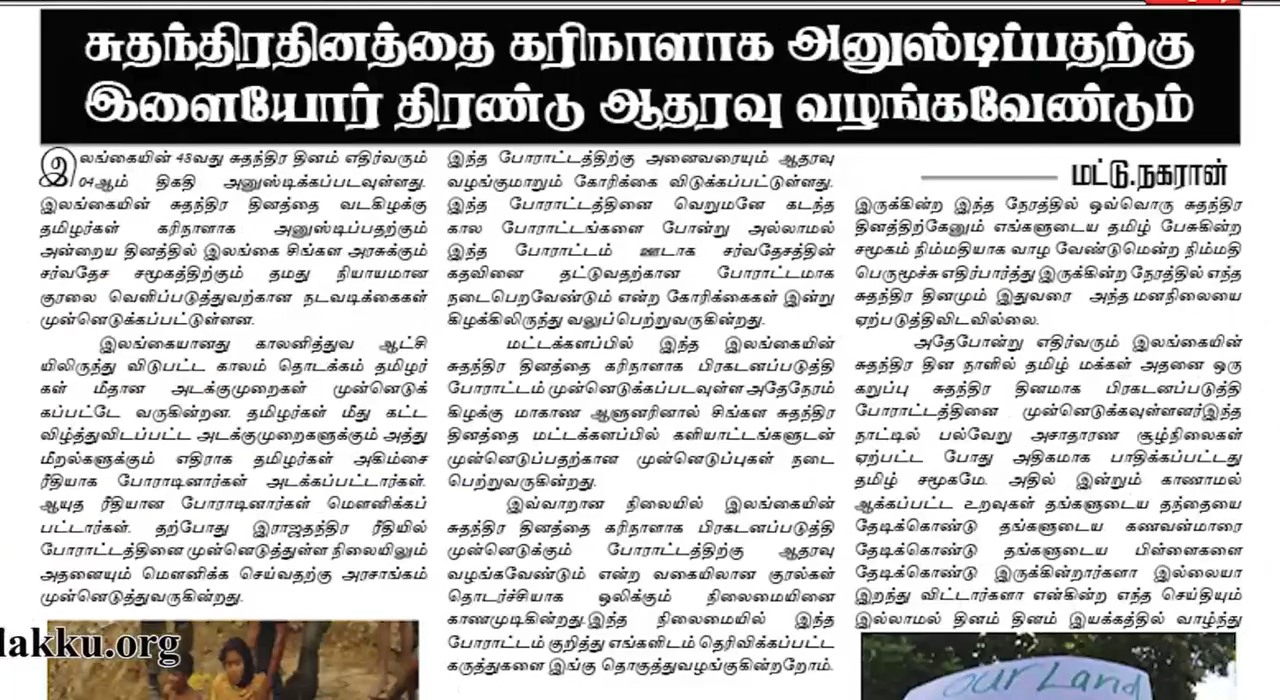 சுதந்திரதினத்தை கரிநாளாக அனுஸ்டிப்பதற்கு
இளையோர் திரண்டு ஆதரவு வழங்கவேண்டும்
இலங்கையின் 48வது சுதந்திர தினம் எதிர்வரும்
04ஆம் திகதி அனுஸ்டிக்கப்படவுள்ளது.
இலங்கையின் சுதந்திர தினத்தை வடகிழக்கு
தமிழர்கள் கரிநாளாக அனுஸ்டிப்பதற்கும்
அன்றைய தினத்தில் இலங்கை சிங்கள அரசுக்கும்
சர்வதேச சமூகத்திற்கும் தமது நியாயமான
குரலை வெளிப்படுத்துவற்கான நடவடிக்கைகள்
முன்னெடுக்கப்பட்டுள்ளன.
இலங்கையானது காலனித்துவ ஆட்சி
யிலிருந்து விடுபட்ட காலம் தொடக்கம் தமிழர்
கள் மீதான அடக்குமுறைகள் முன்னெடுக்
கப்பட்டே வருகின்றன. தமிழர்கள் மீது கட்ட
விழ்த்துவிடப்பட்ட அடக்குமுறைகளுக்கும் அத்து
மீறல்களுக்கும் எதிராக தமிழர்கள் அகிம்சை
ரீதியாக போராடினார்கள் அடக்கப்பட்டார்கள்.
ஆயுத ரீதியான போராடினார்கள் மௌனிக்கப்
பட்டார்கள். தற்போது இராஜதந்திர ரீதியில்
போராட்டத்தினை முன்னெடுத்துள்ள நிலையிலும்
அதனையும் மௌனிக்க செய்வதற்கு அரசாங்கம்
முன்னெடுத்துவருகின்றது.
இந்த போராட்டத்திற்கு அனைவரையும் ஆதரவு
வழங்குமாறும் கோரிக்கை விடுக்கப்பட்டுள்ளது.
இந்த போராட்டத்தினை வெறுமனே கடந்த
கால போராட்டங்களை போன்று அல்லாமல்
இந்த போராட்டம் ஊடாக சர்வதேசத்தின்
கதவினை தட்டுவதற்கான போராட்டமாக
நடைபெறவேண்டும் என்ற கோரிக்கைகள் இன்று
கிழக்கிலிருந்து வலுப்பெற்றுவருகின்றது.
மட்டக்களப்பில் இந்த இலங்கையின்
சுதந்திர தினத்தை கரிநாளாக பிரகடனப்படுத்தி
போராட்டம் முன்னெடுக்கப்படவுள்ள அதேநேரம்
கிழக்கு மாகாண ஆளுனரினால் சிங்கள சுதந்திர
தினத்தை மட்டக்களப்பில் களியாட்டங்களுடன்
முன்னெடுப்பதற்கான முன்னெடுப்புகள் நடை
பெற்றுவருகின்றது.
இவ்வாறான நிலையில் இலங்கையின்
சுதந்திர தினத்தை கரிநாளாக பிரகடனப்படுத்தி
முன்னெடுக்கும் போராட்டத்திற்கு ஆதரவு
வழங்கவேண்டும் என்ற வகையிலான குரல்கள்
தொடர்ச்சியாக ஒலிக்கும் நிலைமையினை
காணமுடிகின்றது.இந்த நிலைமையில் இந்த
போராட்டம் குறித்து எங்களிடம் தெரிவிக்கப்பட்ட
கருத்துகளை இங்கு தொகுத்துவழங்கின்றறோம்.
மட்டு.நகரான்
இருக்கின்ற இந்த நேரத்தில் ஒவ்வொரு சுதந்திர
தினத்திற்கேனும் எங்களுடைய தமிழ் பேசுகின்ற
சமூகம் நிம்மதியாக வாழ வேண்டுமென்ற நிம்மதி
பெருமூச்சு எதிர்பார்த்து இருக்கின்ற நேரத்தில் எந்த
சுதந்திர தினமும் இதுவரை அந்த மனநிலையை
ஏற்படுத்திவிடவில்லை.
அதேபோன்று எதிர்வரும் இலங்கையின்
சுதந்திர தின நாளில் தமிழ் மக்கள் அதனை ஒரு
கறுப்பு சுதந்திர தினமாக பிரகடனப்படுத்தி
போராட்டத்தினை முன்னெடுக்கவுள்ளனர்இந்த
நாட்டில் பல்வேறு அசாதாரண சூழ்நிலைகள்
ஏற்பட்ட போது அதிகமாக பாதிக்கப்பட்டது
தமிழ் சமூகமே. அதில் இன்றும் காணாமல்
ஆக்கப்பட்ட உறவுகள் தங்களுடைய தந்தையை
தேடிக்கொண்டு தங்களுடைய கணவன்மாரை
தேடிக்கொண்டு தங்களுடைய பிள்ளைகளை
தேடிக்கொண்டு இருக்கின்றார்களா இல்லையா
இறந்து விட்டார்களா என்கின்ற எந்த செய்தியும்
இல்லாமல் தினம் தினம் இயக்கத்தில் வாழ்ந்து
lakku.org
our Land